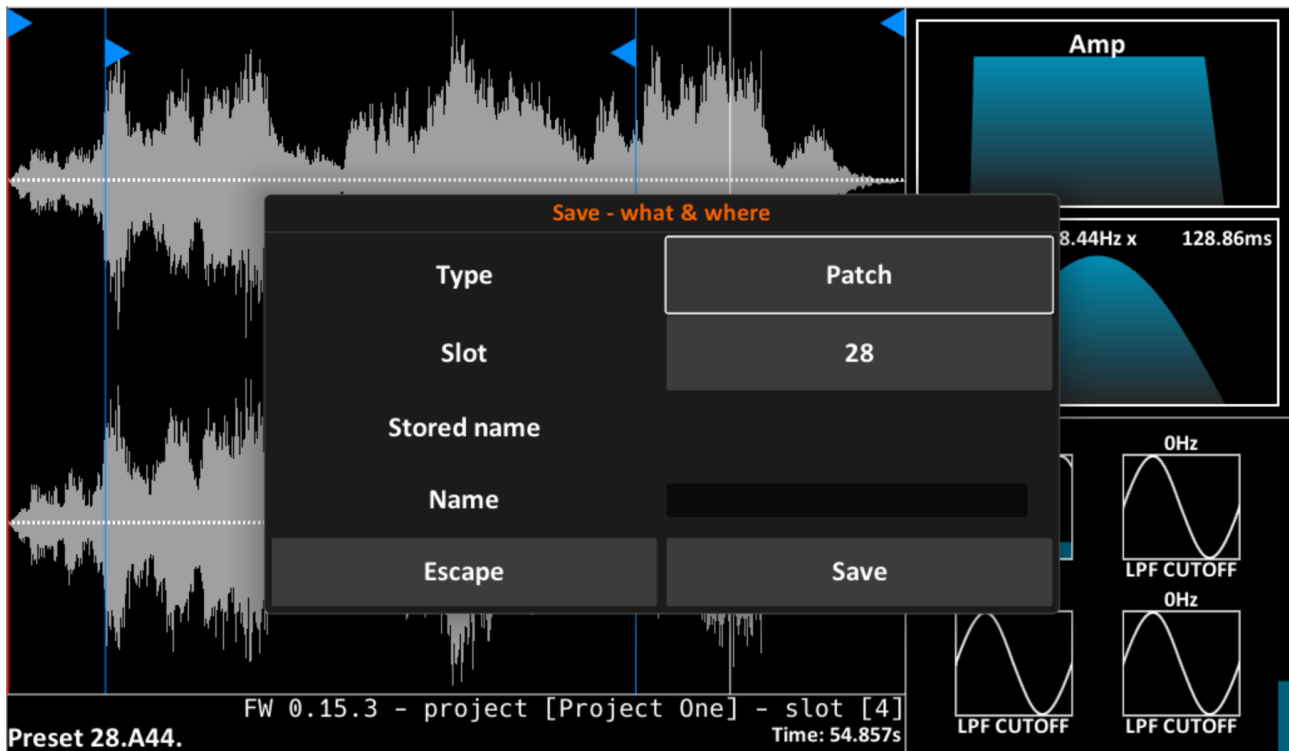 Amp
8.44Hz x 128.86ms
Save - what & where
Type Patch
Slot 28
Stored name
Name
Escape Save
0Hz
LPF CUTOFF
0Hz
LPF CUTOFF LPF CUTOFF
FW 0.15.3 – project [Project One] – slot [4]
Preset 28.A44. Time: 54.857s